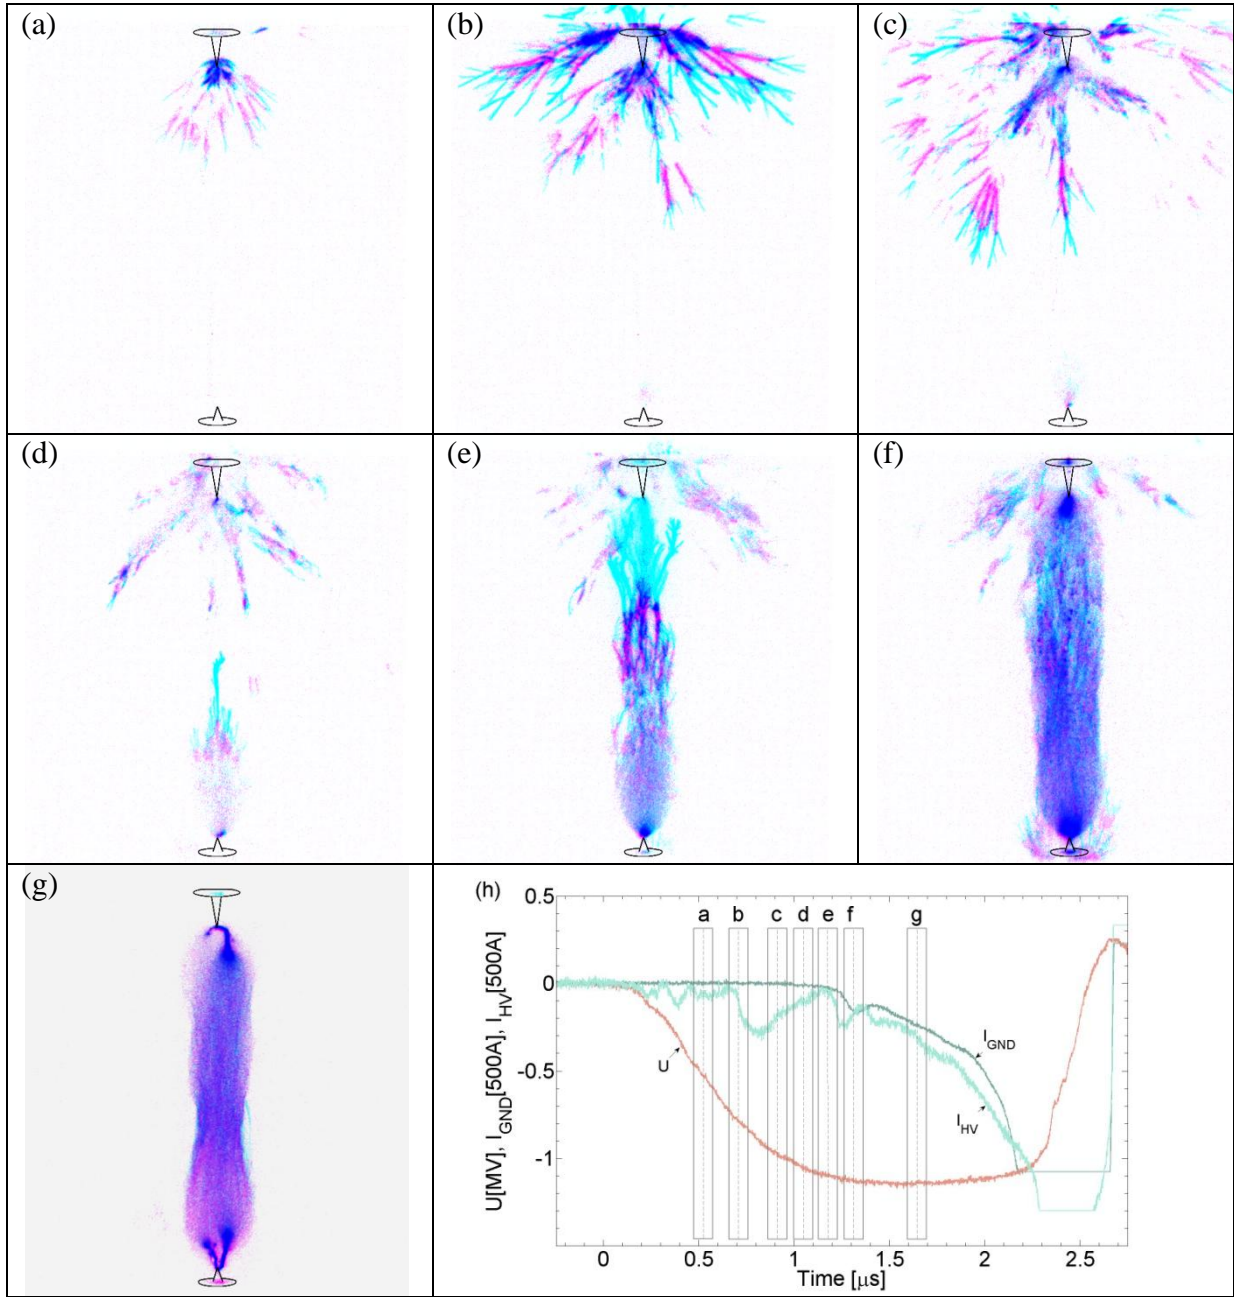 (a)
(b)
(c)
(d)
(e)
(f)
(g)
(h)
a b c d e f g
0.5
0
-0.5
-1
U[MV], I_GND[500A], I_HV[500A]
U
I_GND
I_HV
0 0.5 1 1.5 2 2.5
Time [μs]